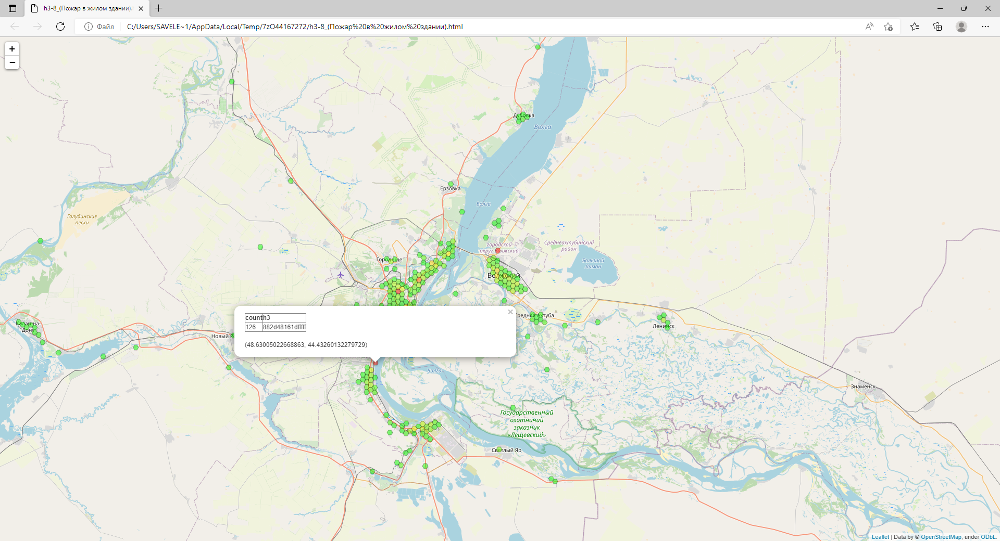 h3-8_(Пожар в жилом здании).
Файл
C:/Users/SAVELE~1/AppData/Local/Temp/7zO44167272/h3-8_(Пожар%20в%20жилом%20здании).html
+
−
Дубовка
Волга
Ерзовка
Волга
Голубинские
пески
городской
округ Волжский
Среднеахтубинский
район
Городище
Большой
Лиман
Волжский
Средняя Ахтуба
Калач-на-
Дону
Ленинск
Новый Р
count h3
126 882d48161dfffff
(48.63005022668863, 44.43260132279729)
×
Волга
Знаменск
Государственный
охотничий
заказник
«Лещевский»
Светлый Яр
Leaflet | Data by © OpenStreetMap, under ODbL.